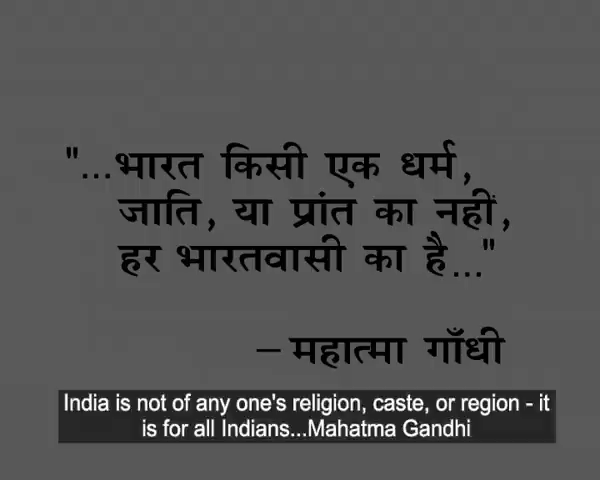 "...भारत किसी एक धर्म,
जाति, या प्रांत का नहीं,
हर भारतवासी का है..."
– महात्मा गाँधी
India is not of any one's religion, caste, or region - it
is for all Indians...Mahatma Gandhi